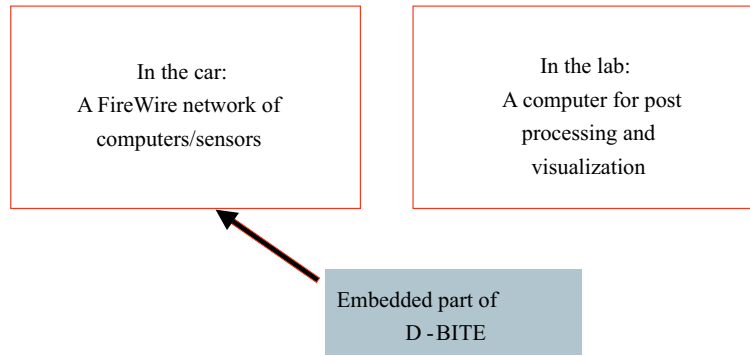 In the car:
A FireWire network of
computers/sensors
In the lab:
A computer for post
processing and
visualization
Embedded part of
D -BITE